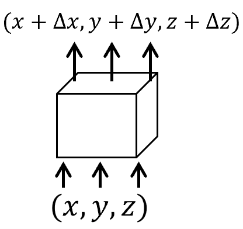 (x + Δx, y + Δy, z + Δz)
(x, y, z)